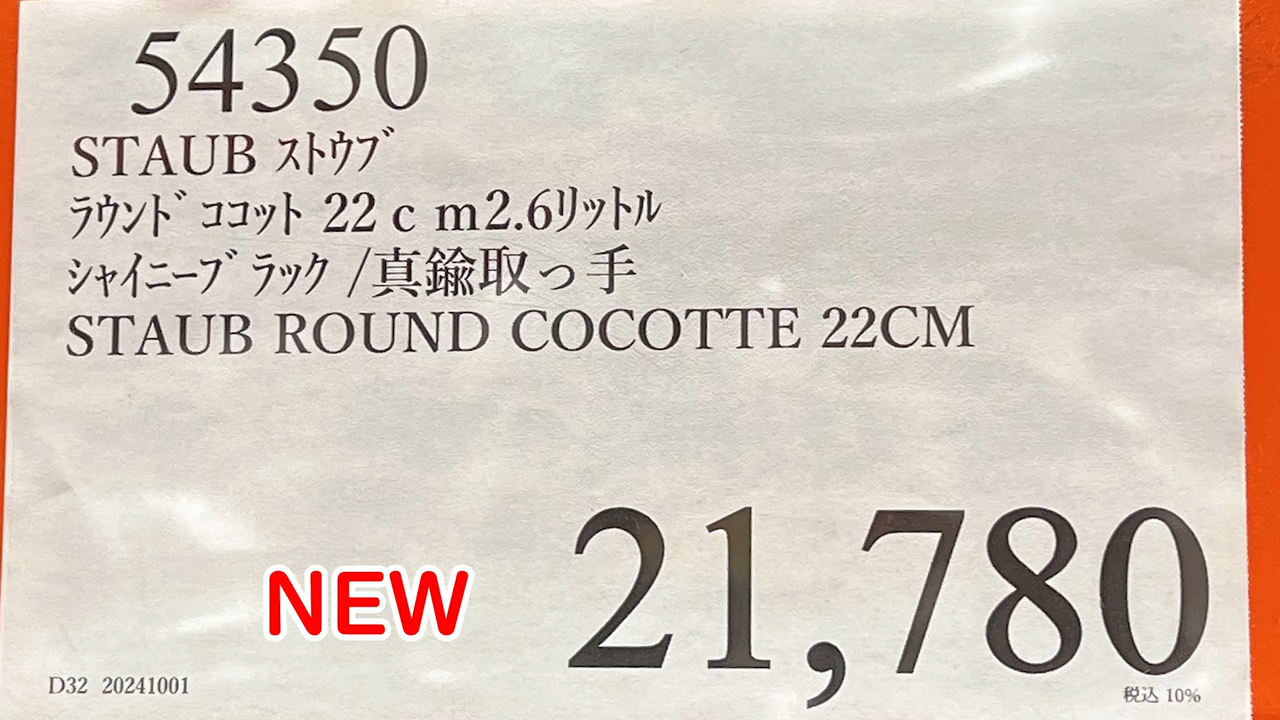 54350
STAUB ｽﾄｳﾌﾞ
ﾗｳﾝﾄﾞ ｺｺｯﾄ 22ｃｍ2.6ﾘｯﾄﾙ
ｼｬｲﾆｰﾌﾞﾗｯｸ /真鍮取っ手
STAUB ROUND COCOTTE 22CM
21,780
NEW
D32 20241001
税込 10%